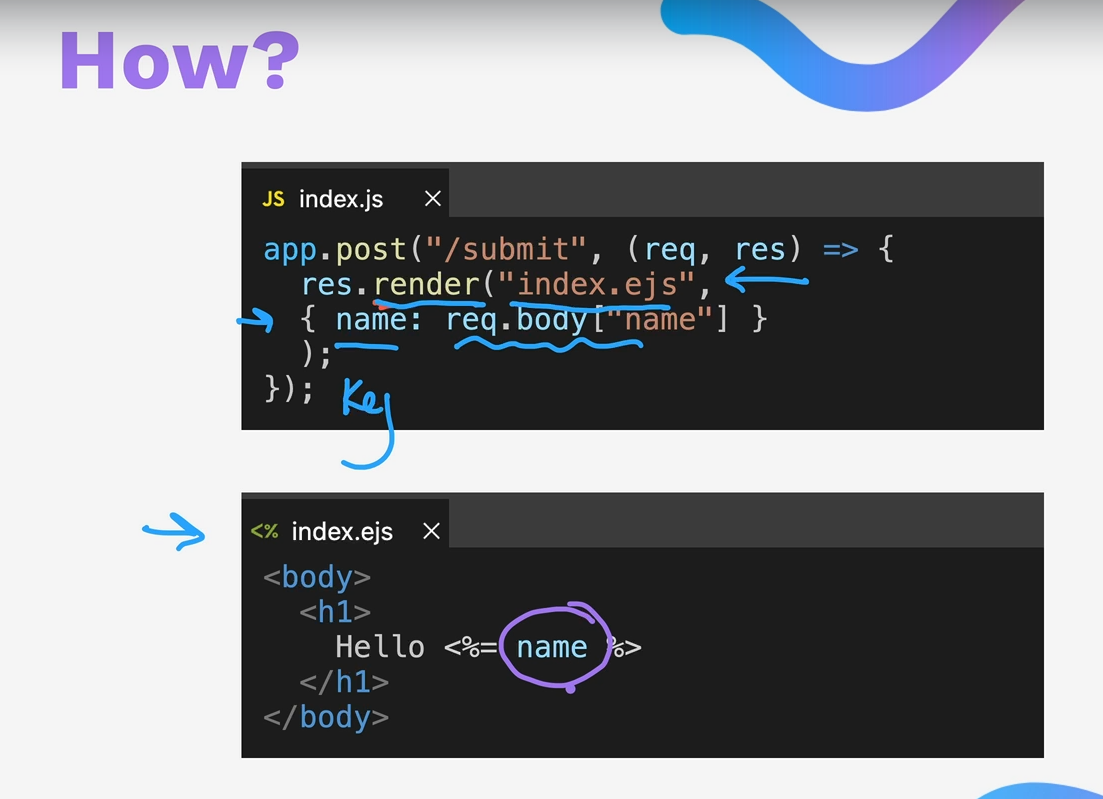 How?
JS index.js ×
app.post("/submit", (req, res) => {
res.render("index.ejs",
{ name: req.body["name"] }
);
});
Key
<% index.ejs ×
<body>
<h1>
Hello <%= name %>
</h1>
</body>